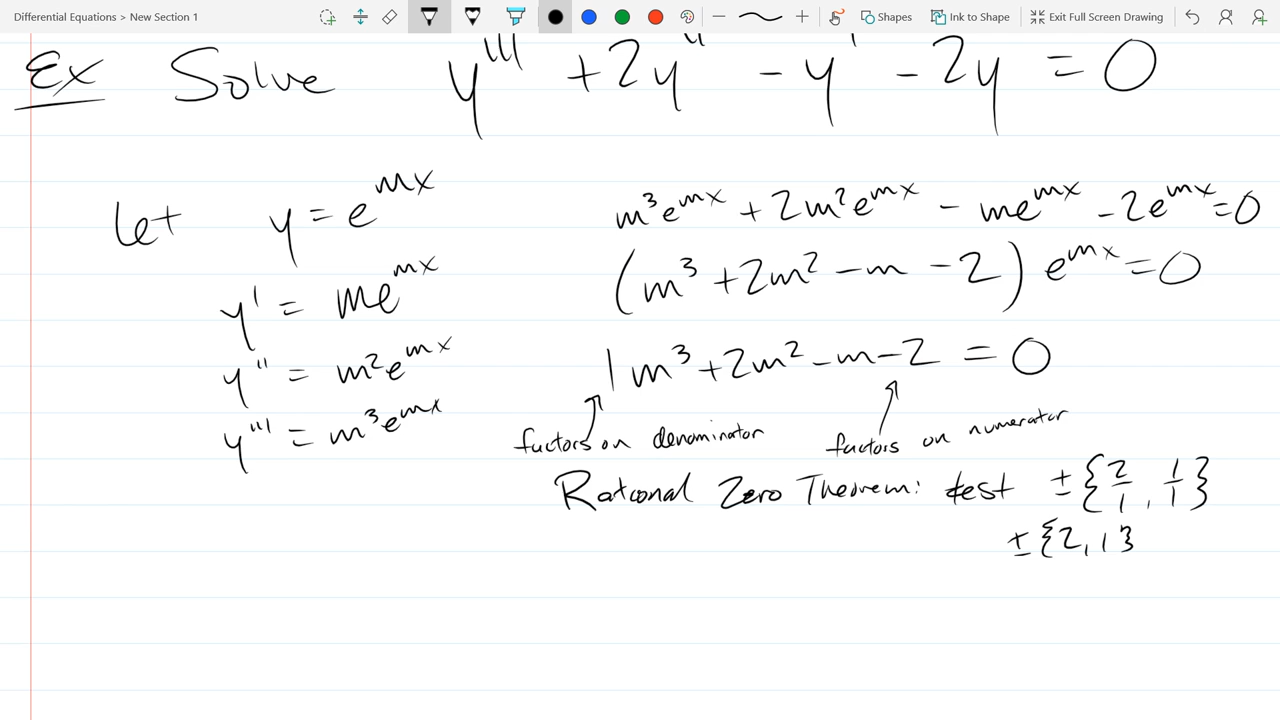 Differential Equations > New Section 1
Shapes
Ink to Shape
Exit Full Screen Drawing
Ex Solve y''' + 2y'' - y' - 2y = 0
Let y = e^{mx}
y' = me^{mx}
y'' = m²e^{mx}
y''' = m³e^{mx}
m³e^{mx} + 2m²e^{mx} - me^{mx} - 2e^{mx} = 0
(m³ + 2m² - m - 2) e^{mx} = 0
1m³ + 2m² - m - 2 = 0
factors on denominator
factors on numerator
Rational Zero Theorem: test ± {2/1, 1/1}
± {2, 1}